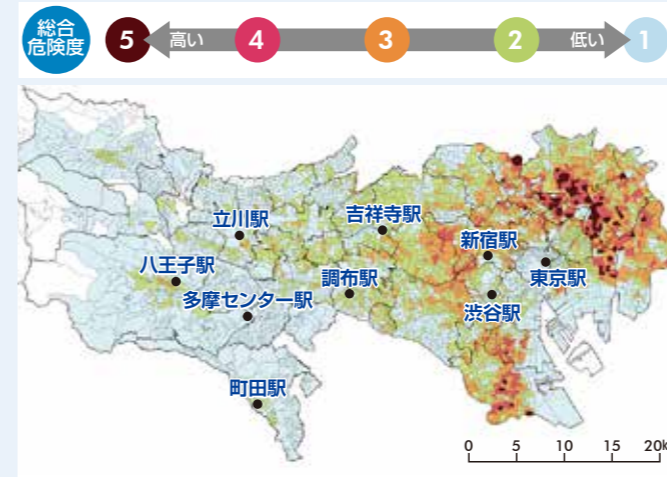 総合
危険度
5
高い
4
3
2
低い
1
立川駅
吉祥寺駅
新宿駅
八王子駅
調布駅
東京駅
多摩センター駅
渋谷駅
町田駅
0 5 10 15 20k